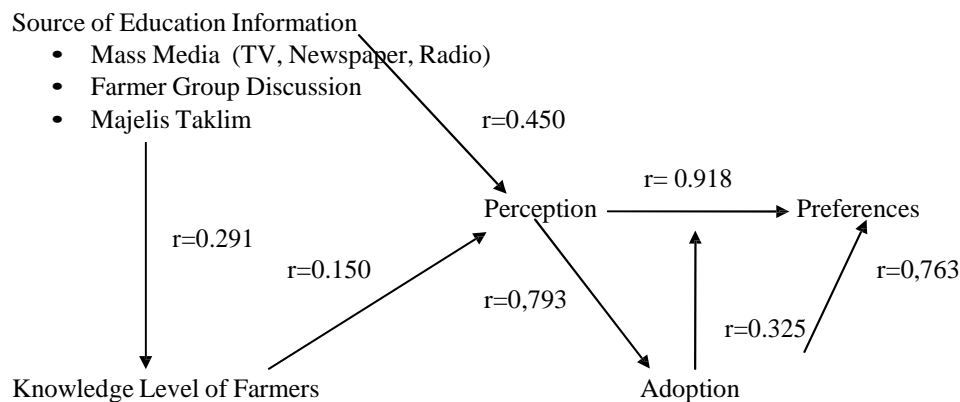 Source of Education Information
• Mass Media (TV, Newspaper, Radio)
• Farmer Group Discussion
• Majelis Taklim
r=0.450
r= 0.918
Perception
Preferences
r=0.291
r=0.150
r=0,793
r=0,763
r=0.325
Knowledge Level of Farmers
Adoption